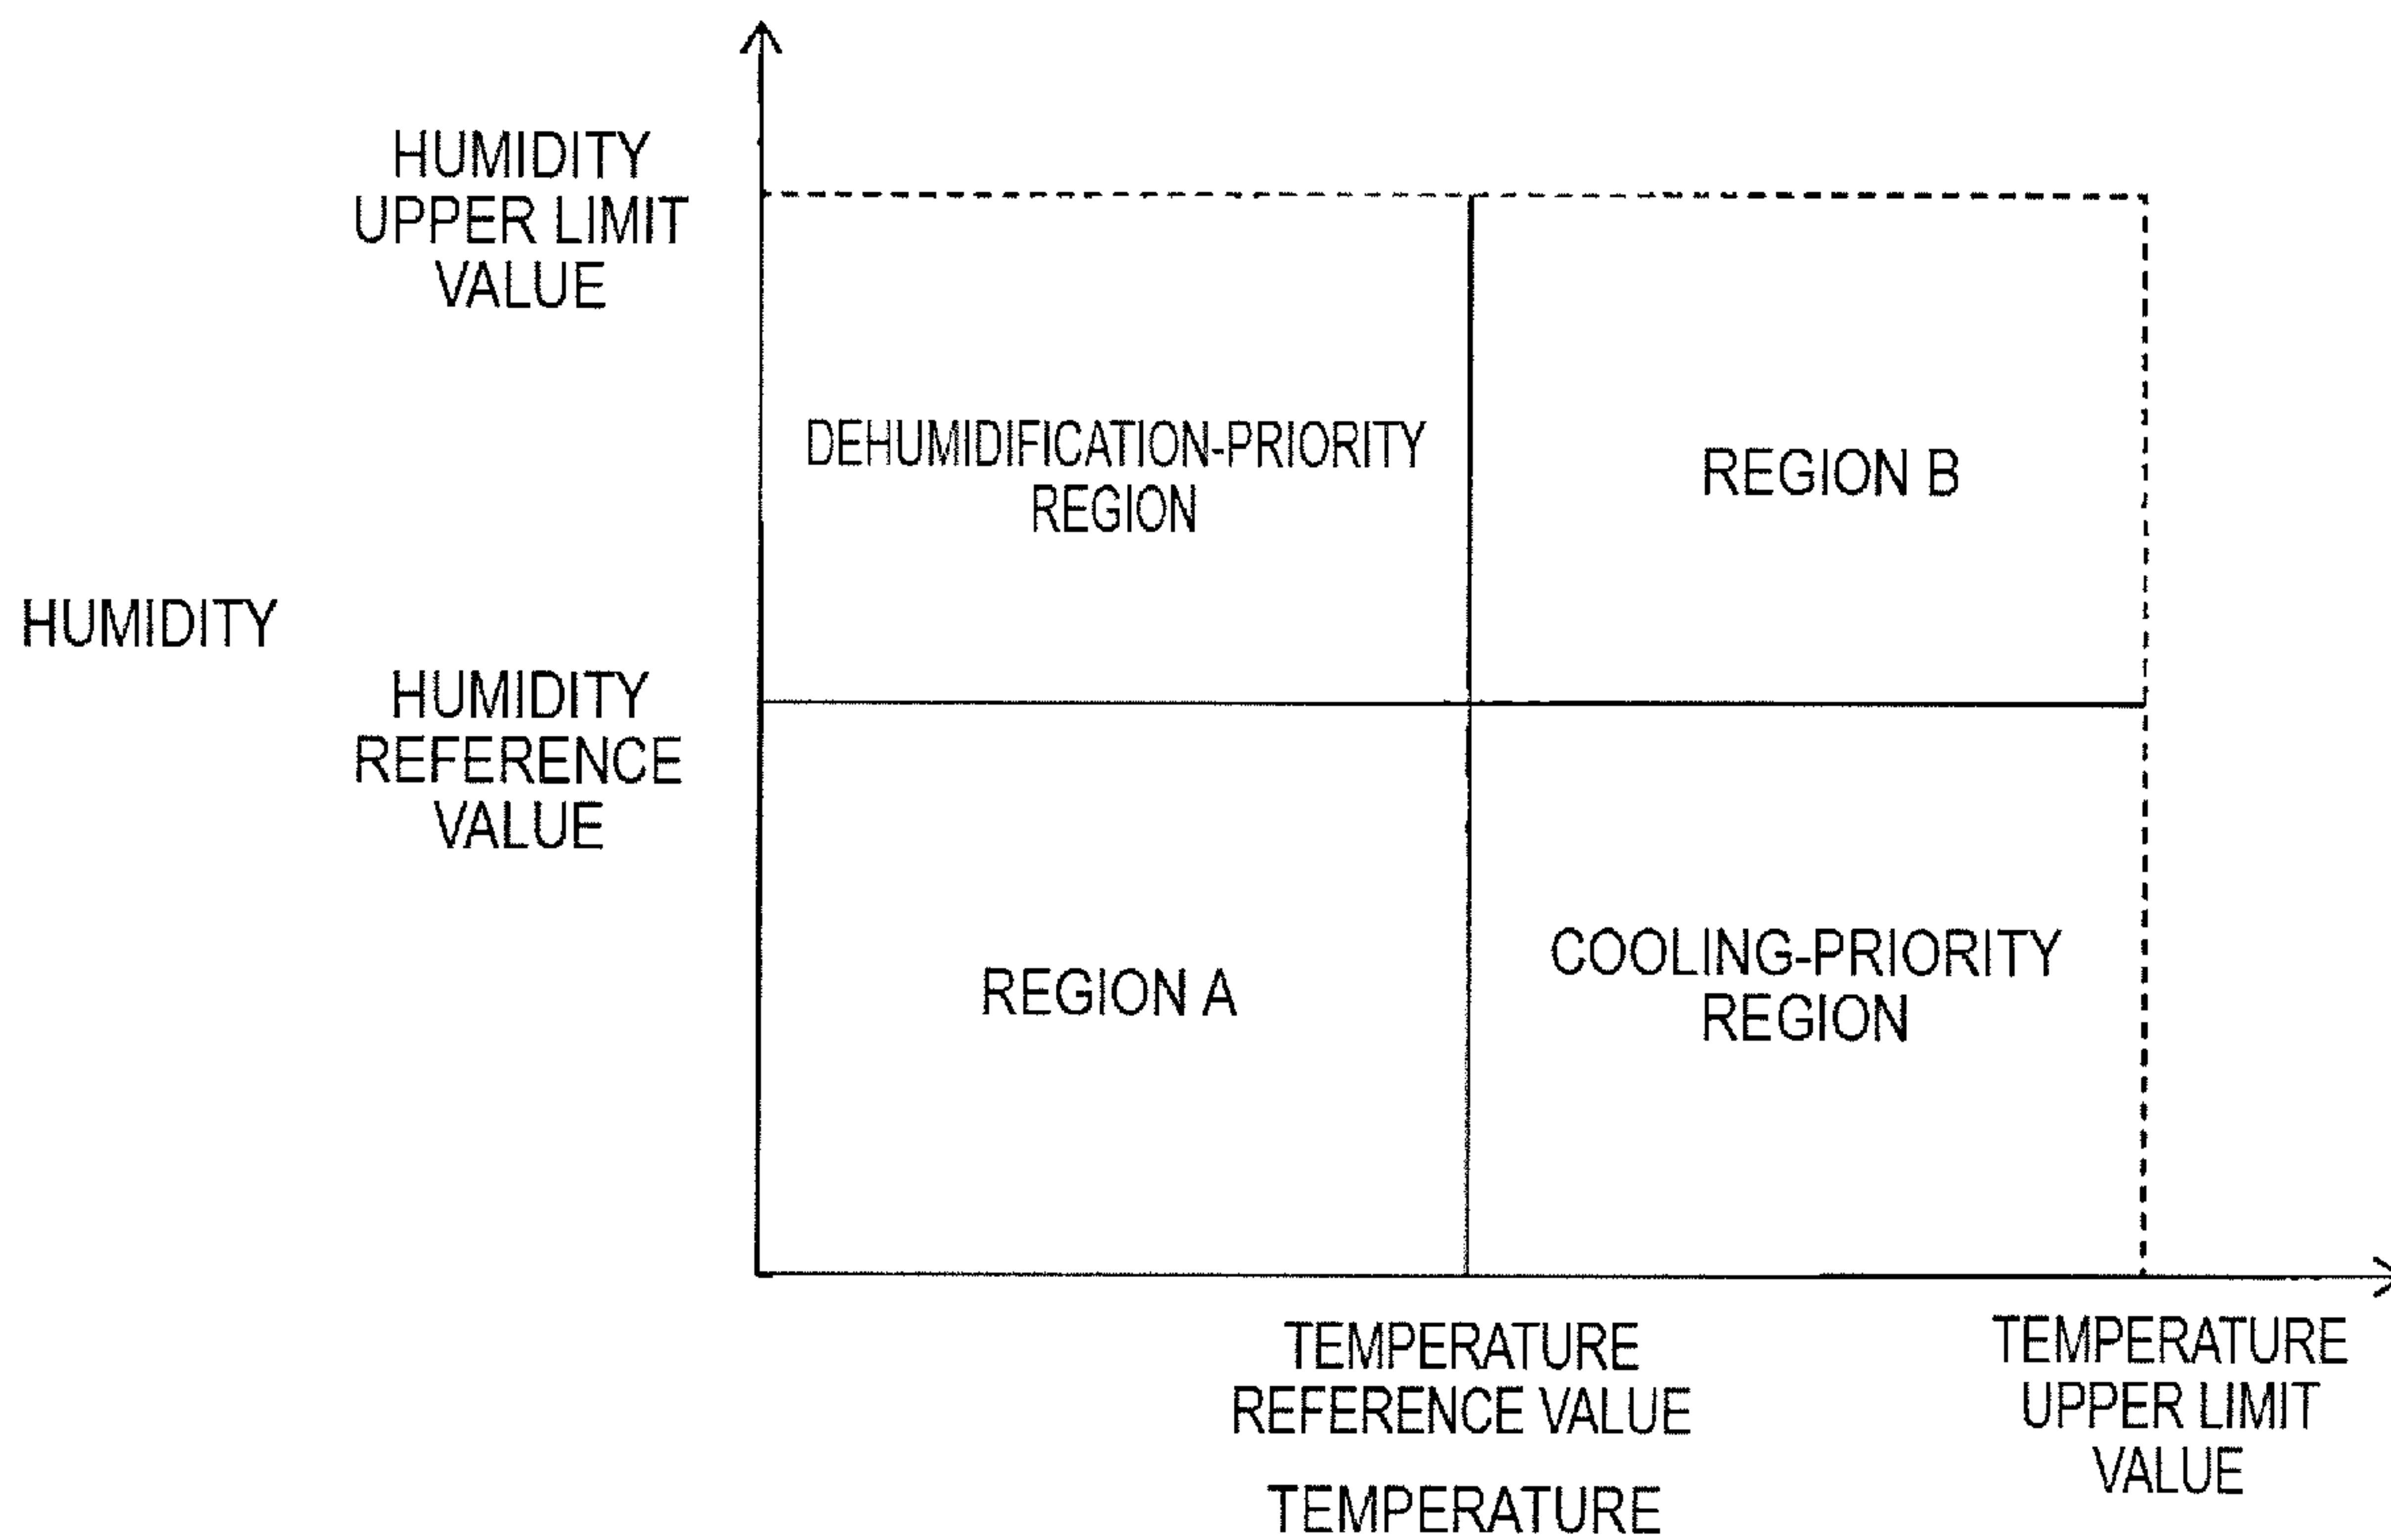 HUMIDITY
UPPER LIMIT
VALUE
DEHUMIDIFICATION-PRIORITY
REGION
REGION B
HUMIDITY
HUMIDITY
REFERENCE
VALUE
REGION A
COOLING-PRIORITY
REGION
TEMPERATURE
REFERENCE VALUE
TEMPERATURE
UPPER LIMIT
VALUE
TEMPERATURE